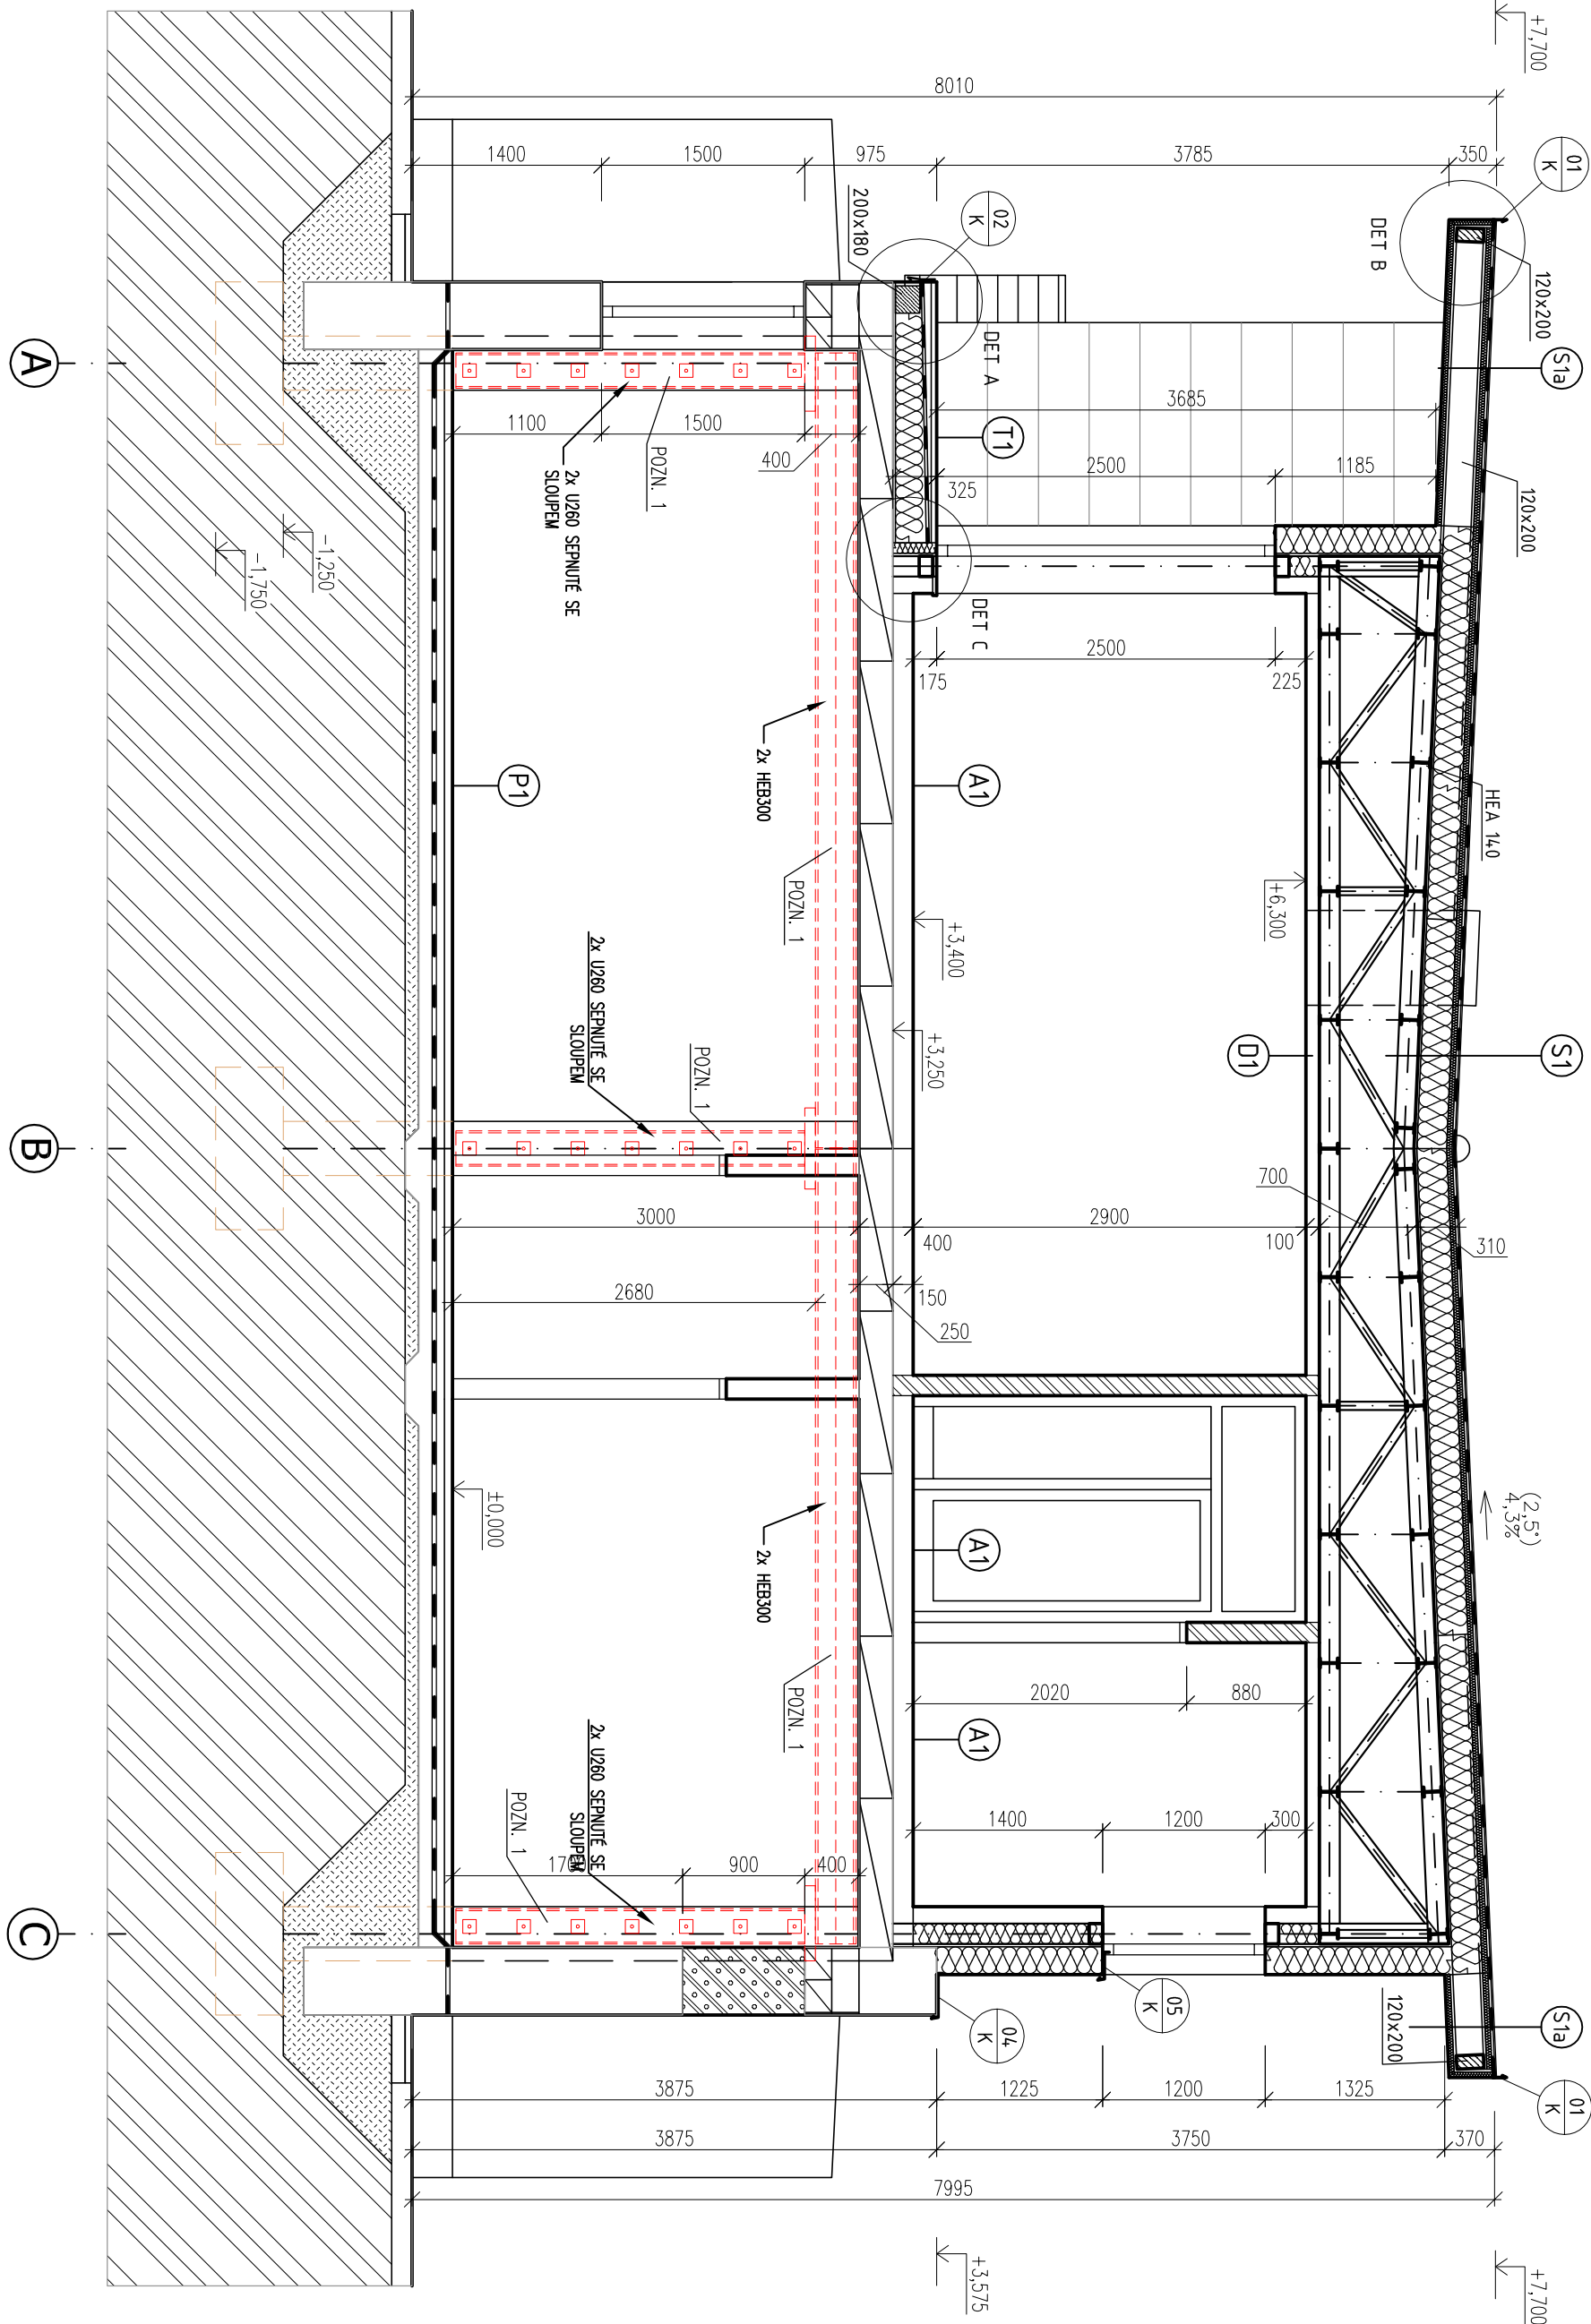 +7,700
8010
1400
1500
975
3785
350
01
K
02
K
200x180
DET B
120x200
S1a
DET A
3685
T1
A
1100
1500
400
POZN. 1
2x U260 SEPNUTÉ SE
SLOUPEM
2500
1185
325
120x200
-1,250
-1,750
DET C
2500
175
225
2x HEB300
P1
A1
HEA 140
POZN. 1
+6,300
+3,400
2x U260 SEPNUTÉ SE
SLOUPEM
+3,250
D1
S1
POZN. 1
B
700
3000
400
2900
100
310
2680
150
250
±0,000
2x HEB300
A1
(2,5°)
4,3%
POZN. 1
2020
880
A1
2x U260 SEPNUTÉ SE
SLOUPEM
POZN. 1
1400
1200
300
1700
900
400
C
05
K
04
K
120x200
S1a
01
K
3875
1225
1200
1325
3875
3750
370
7995
+3,575
+7,700